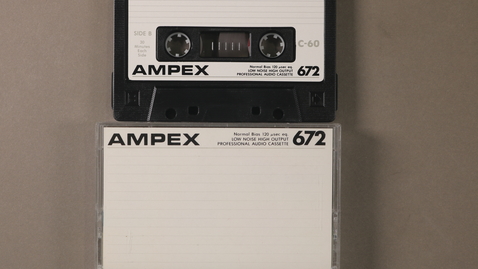 SIDE B
C-60
AMPEX
Normal Bias 120 μsec eq.
LOW NOISE HIGH OUTPUT
PROFESSIONAL AUDIO CASSETTE
672
AMPEX
Normal Bias 120 μsec eq.
LOW NOISE HIGH OUTPUT
PROFESSIONAL AUDIO CASSETTE
672